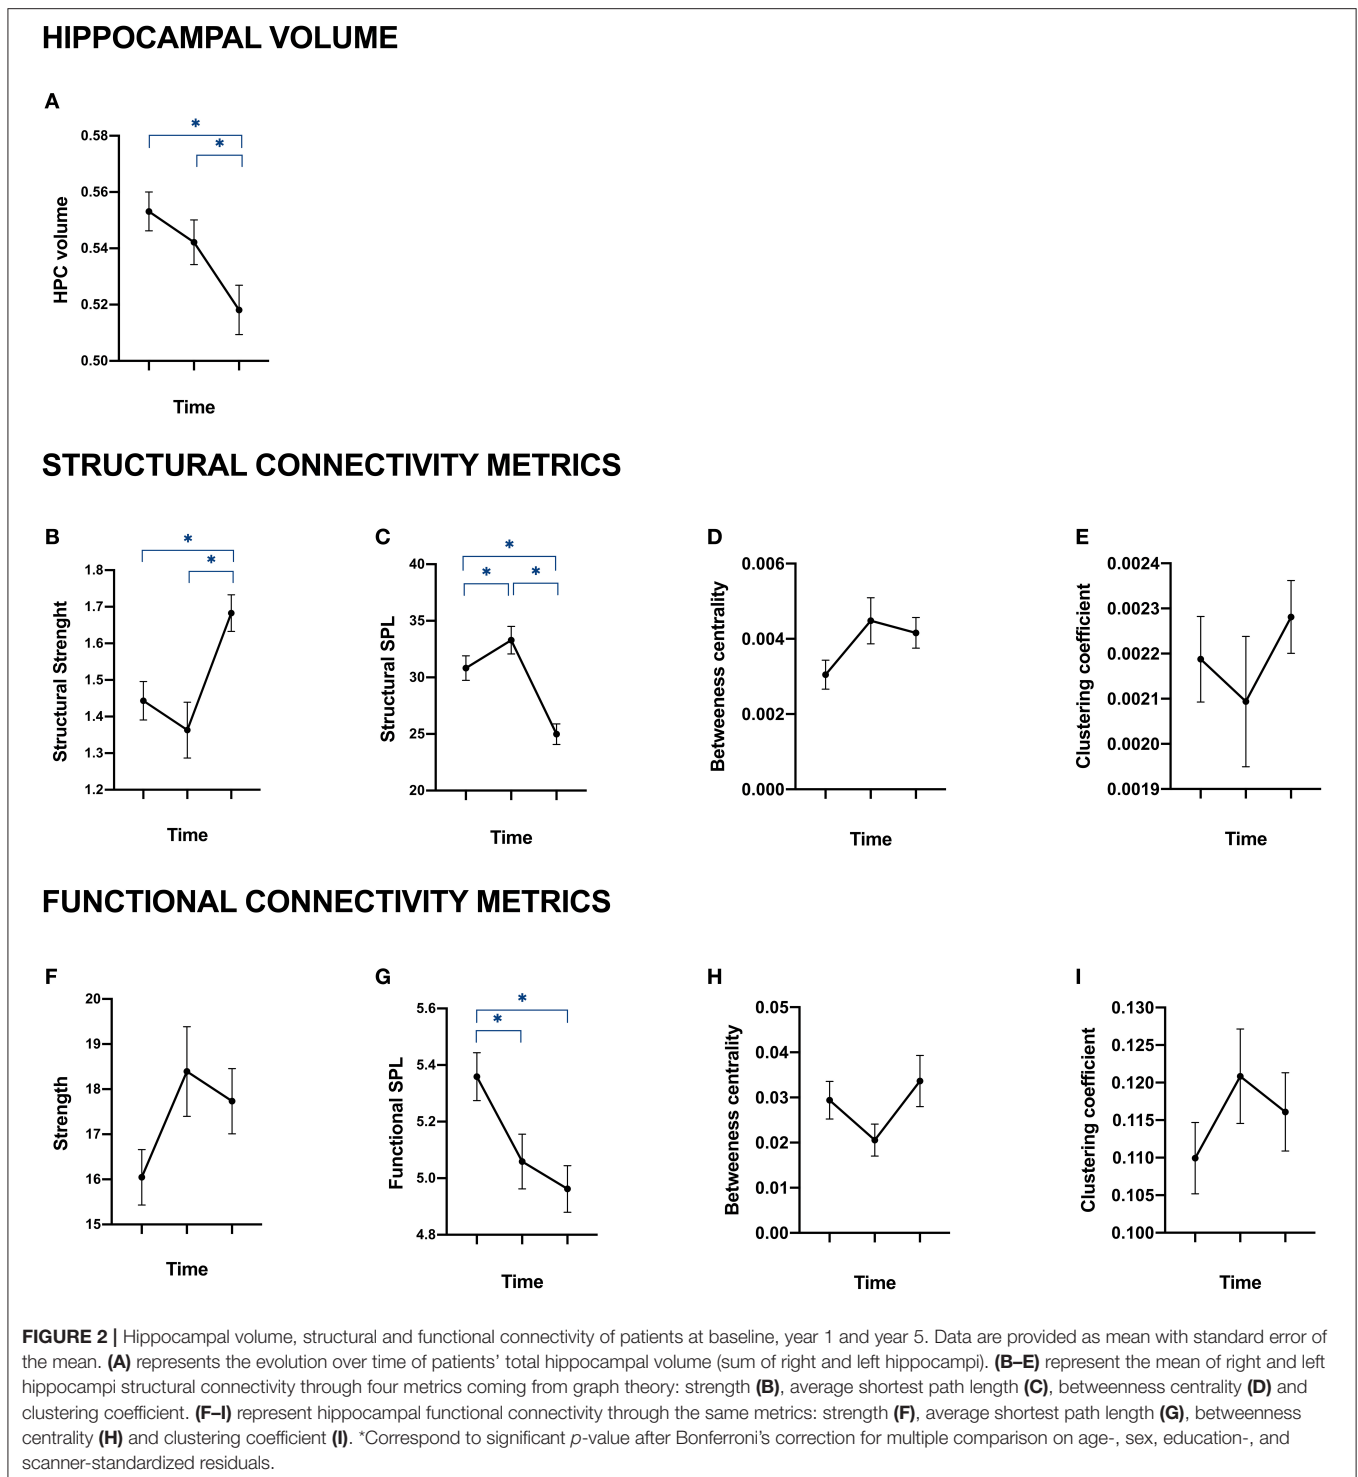 HIPPOCAMPAL VOLUME
A
*
*
0.58
0.56
0.54
0.52
0.50
HPC volume
Time
STRUCTURAL CONNECTIVITY METRICS
B
*
*
1.8
1.7
1.6
1.5
1.4
1.3
1.2
Structural Strenght
Time
C
*
*
*
40
35
30
25
20
Structural SPL
Time
D
0.006
0.004
0.002
0.000
Betweeness centrality
Time
E
0.0024
0.0023
0.0022
0.0021
0.0020
0.0019
Clustering coefficient
Time
FUNCTIONAL CONNECTIVITY METRICS
F
20
19
18
17
16
15
Strength
Time
G
*
*
5.6
5.4
5.2
5.0
4.8
Functional SPL
Time
H
0.05
0.04
0.03
0.02
0.01
0.00
Betweeness centrality
Time
I
0.130
0.125
0.120
0.115
0.110
0.105
0.100
Clustering coefficient
Time
FIGURE 2 | Hippocampal volume, structural and functional connectivity of patients at baseline, year 1 and year 5. Data are provided as mean with standard error of
the mean. (A) represents the evolution over time of patients' total hippocampal volume (sum of right and left hippocampi). (B–E) represent the mean of right and left
hippocampi structural connectivity through four metrics coming from graph theory: strength (B), average shortest path length (C), betweenness centrality (D) and
clustering coefficient. (F–I) represent hippocampal functional connectivity through the same metrics: strength (F), average shortest path length (G), betweenness
centrality (H) and clustering coefficient (I). *Correspond to significant p-value after Bonferroni's correction for multiple comparison on age-, sex, education-, and
scanner-standardized residuals.